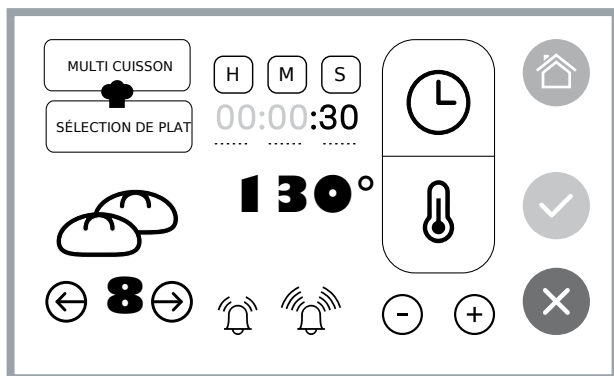 MULTI CUISSON
SÉLECTION DE PLAT
H M S
00:00:30
130°
8
- +